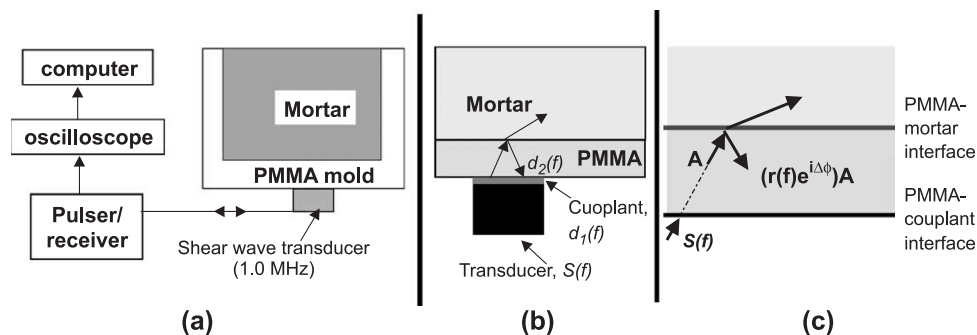 computer
oscilloscope
Pulser/
receiver
Mortar
PMMA mold
Shear wave transducer
(1.0 MHz)
(a)
Mortar
d2(f)
PMMA
Cuoplant,
d1(f)
Transducer, S(f)
(b)
A
(r(f)e^{iΔϕ})A
S(f)
PMMA-
mortar
interface
PMMA-
couplant
interface
(c)